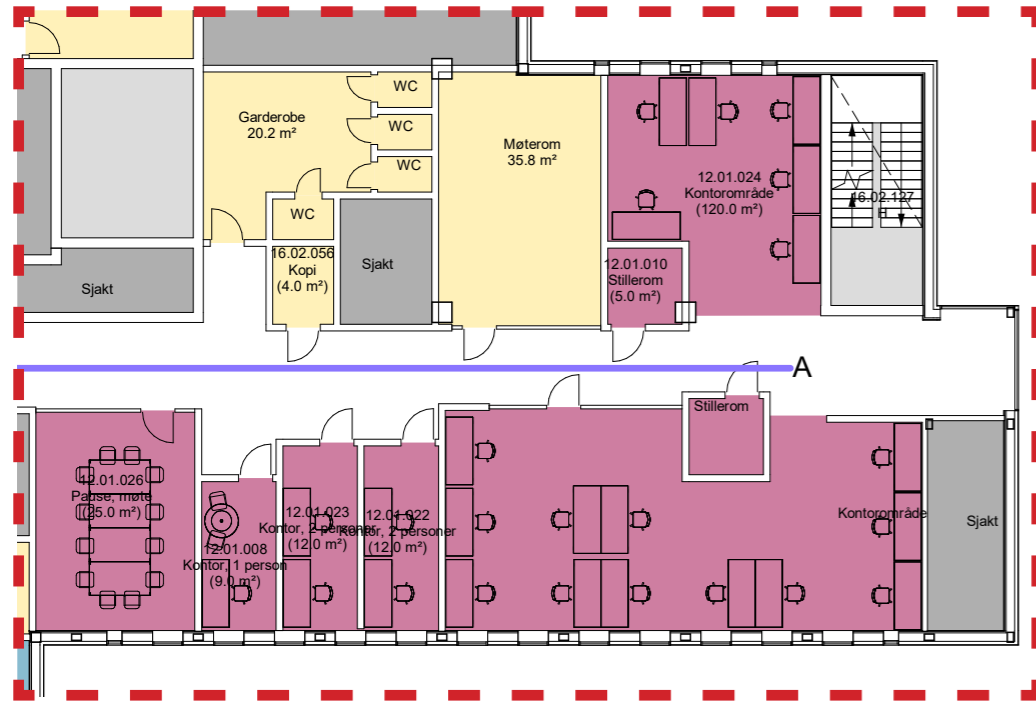 WC
Garderobe
20.2 m²
WC
Møterom
35.8 m²
WC
12.01.024
Kontorområde
(120.0 m²)
16.02.127
H
WC
16.02.056
Kopi
(4.0 m²)
Sjakt
12.01.010
Stillerom
(5.0 m²)
Sjakt
A
Stillerom
12.01.026
Pause, møte
(25.0 m²)
12.01.008
Kontor, 1 person
(9.0 m²)
12.01.023
Kontor, 2 personer
(12.0 m²)
12.01.022
Kontor, 2 personer
(12.0 m²)
Kontorområde
Sjakt